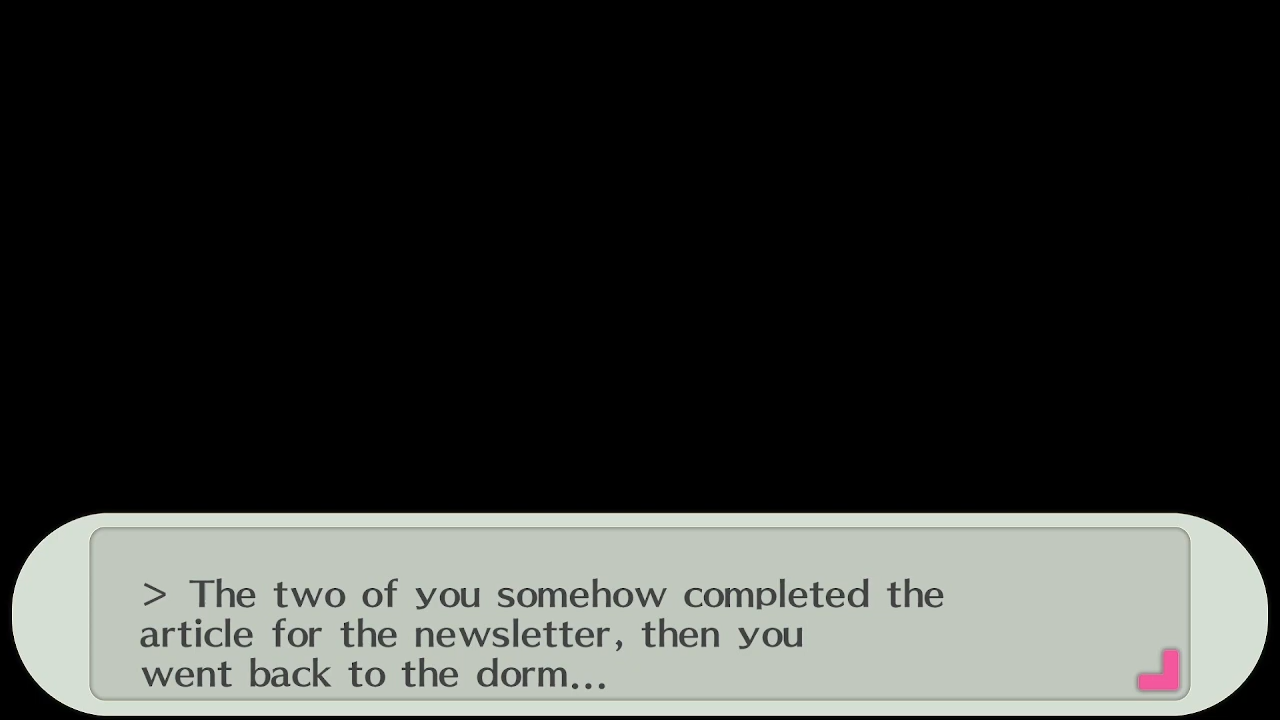 > The two of you somehow completed the
article for the newsletter, then you
went back to the dorm...